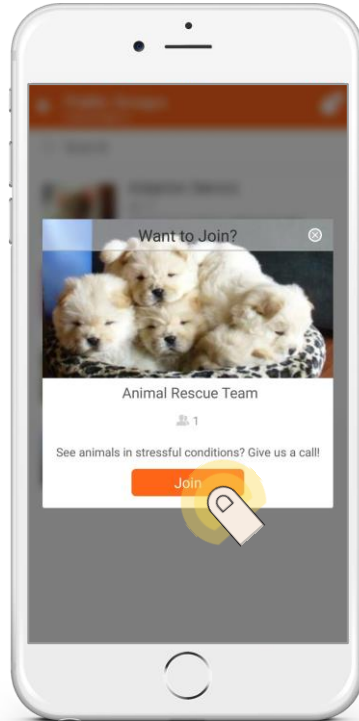 Want to Join?
Animal Rescue Team
1
See animals in stressful conditions? Give us a call!
Join